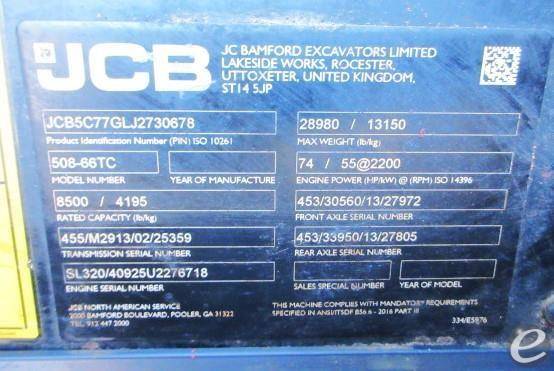 JCB
JC BAMFORD EXCAVATORS LIMITED
LAKESIDE WORKS, ROCESTER,
UTTOXETER, UNITED KINGDOM,
ST14 5JP
JCB5C77GLJ2730678
Product Identification Number (PIN) ISO 10261
508-66TC
MODEL NUMBER
YEAR OF MANUFACTURE
8500 / 4195
RATED CAPACITY (lb/kg)
455/M2913/02/25359
TRANSMISSION SERIAL NUMBER
SL320/40925U2276718
ENGINE SERIAL NUMBER
28980 / 13150
MAX WEIGHT (lb/kg)
74 / 55@2200
ENGINE POWER (HP/kW) @ (RPM) ISO 14396
453/30560/13/27972
FRONT AXLE SERIAL NUMBER
453/33950/13/27805
REAR AXLE SERIAL NUMBER
SALES SPECIAL NUMBER
YEAR OF MODEL
JCB NORTH AMERICAN SERVICE
2000 BAMFORD BOULEVARD, POOLER, GA 31322
TEL. 912 447 2000
THIS MACHINE COMPLIES WITH MANDATORY REQUIREMENTS
SPECIFIED IN ANSI/ITSDF B56.6 - 2016 PART III
334/E5876
e